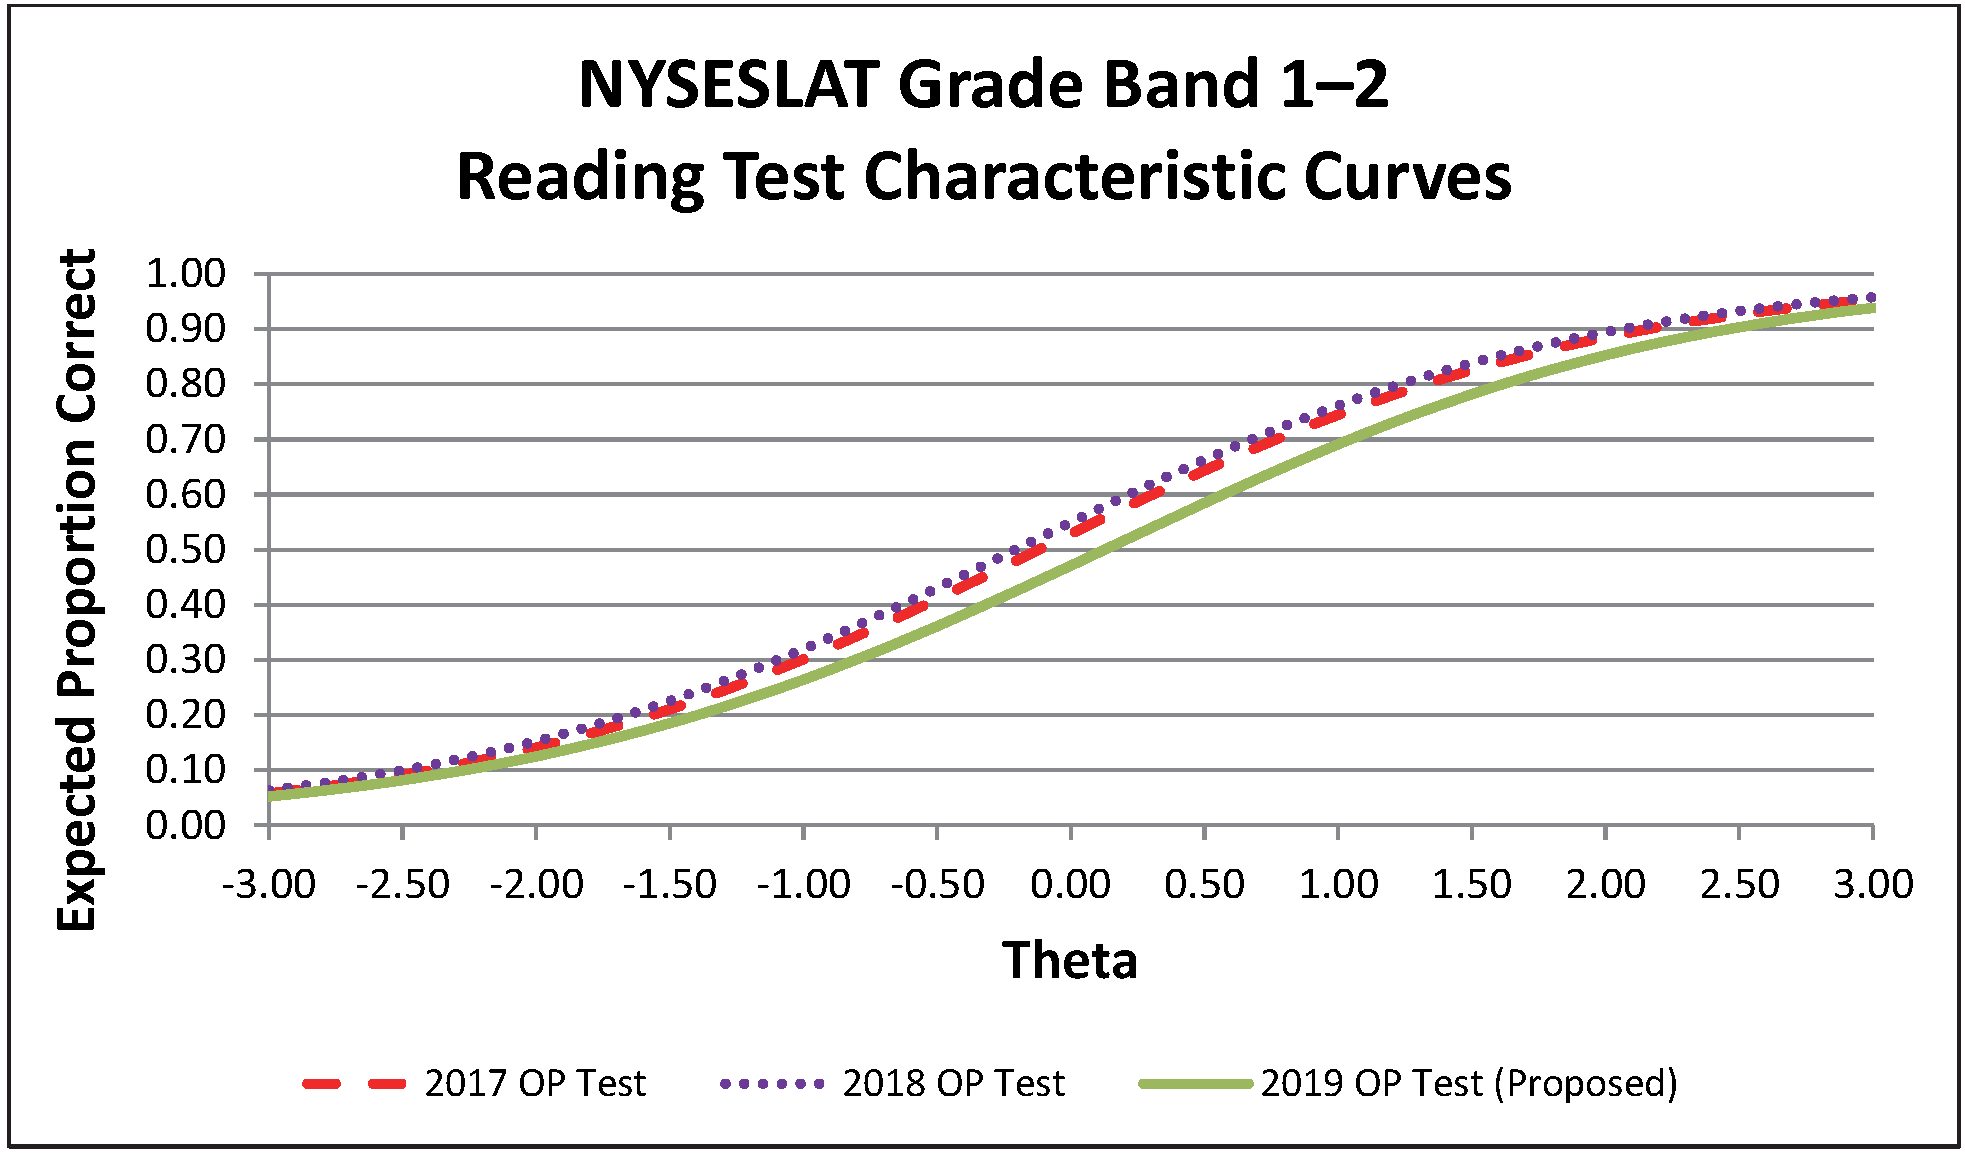 NYSESLAT Grade Band 1–2
Reading Test Characteristic Curves
Expected Proportion Correct
1.00
0.90
0.80
0.70
0.60
0.50
0.40
0.30
0.20
0.10
0.00
-3.00 -2.50 -2.00 -1.50 -1.00 -0.50 0.00 0.50 1.00 1.50 2.00 2.50 3.00
Theta
2017 OP Test 2018 OP Test 2019 OP Test (Proposed)